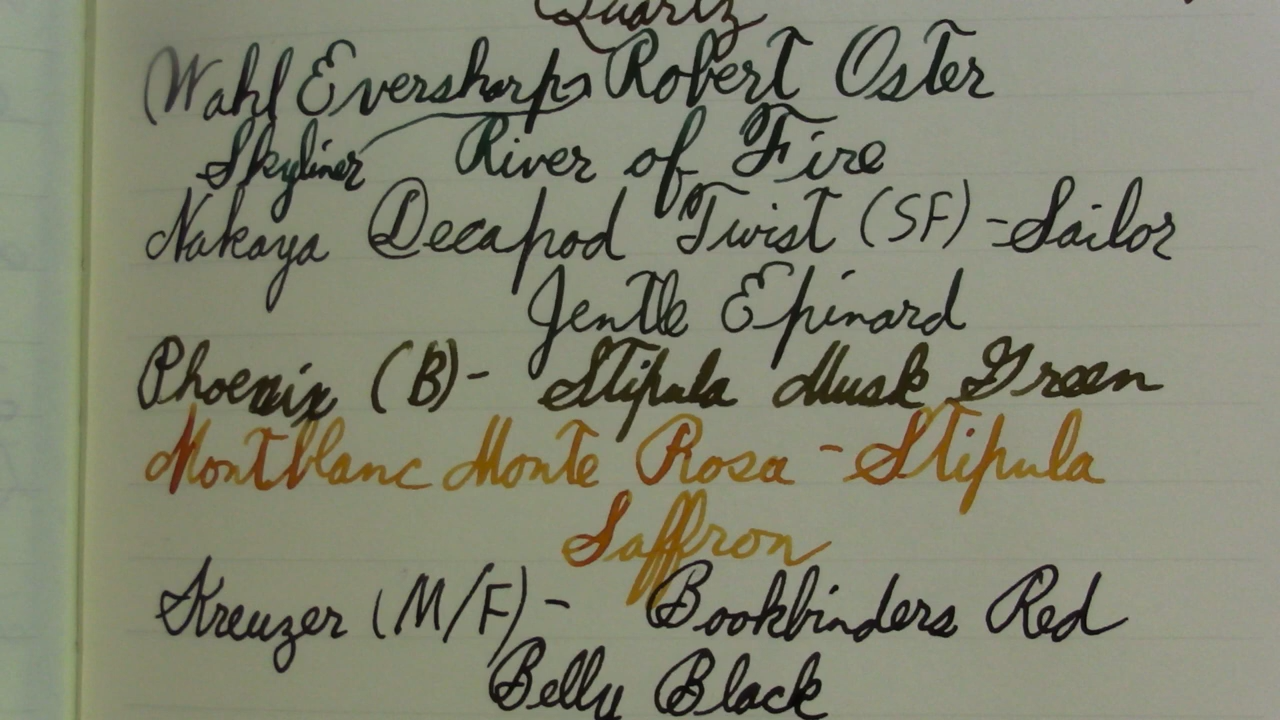 Quartz
Wahl Eversharp Robert Oster
Skyliner River of Fire
Nakaya Decapod Twist (SF) - Sailor
Jentle Epinard
Phoenix (B) - Stipula Musk Green
Montblanc Monte Rosa - Stipula
Saffron
Kreuzer (M/F) - Bookbinders Red
Belly Black